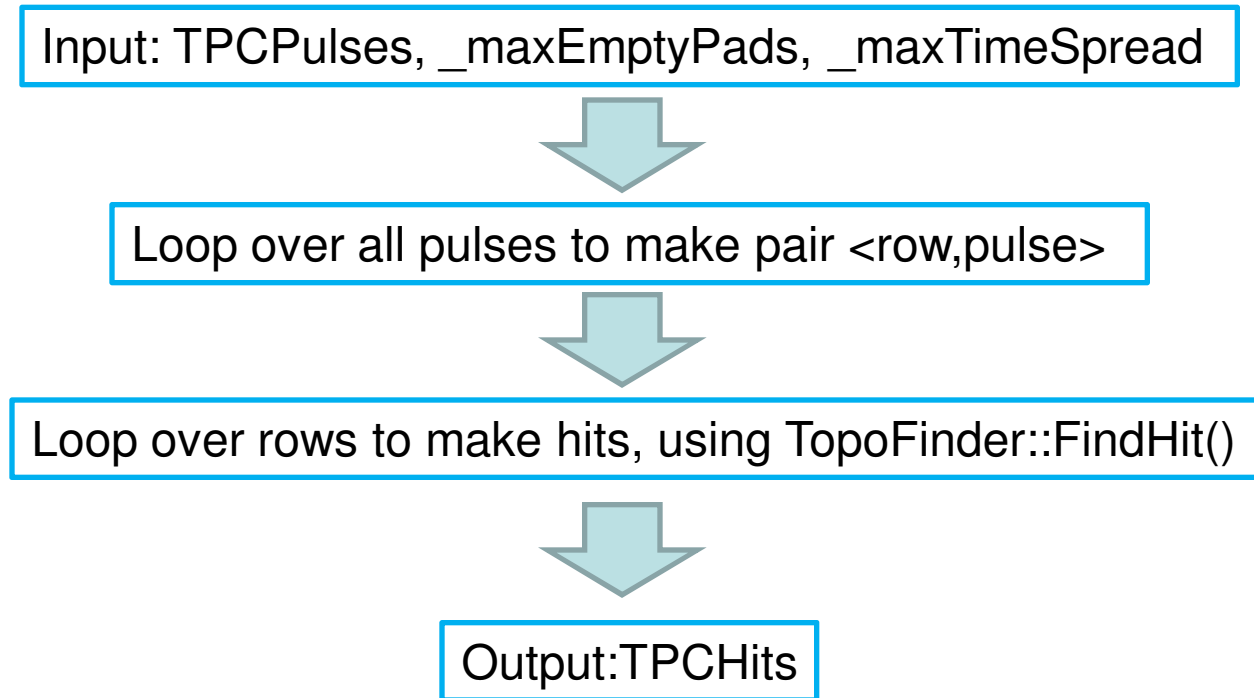 Input: TPCPulses, _maxEmptyPads, _maxTimeSpread
Loop over all pulses to make pair <row,pulse>
Loop over rows to make hits, using TopoFinder::FindHit()
Output:TPCHits